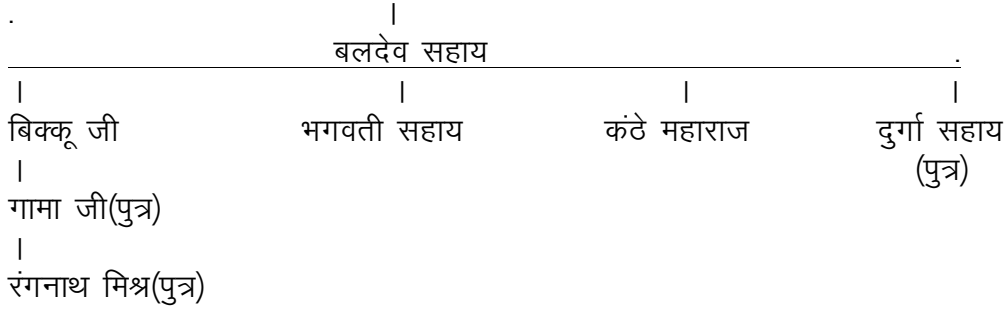 बलदेव सहाय
बिक्कू जी भगवती सहाय कंठे महाराज दुर्गा सहाय
(पुत्र)
गामा जी(पुत्र)
रंगनाथ मिश्र(पुत्र)